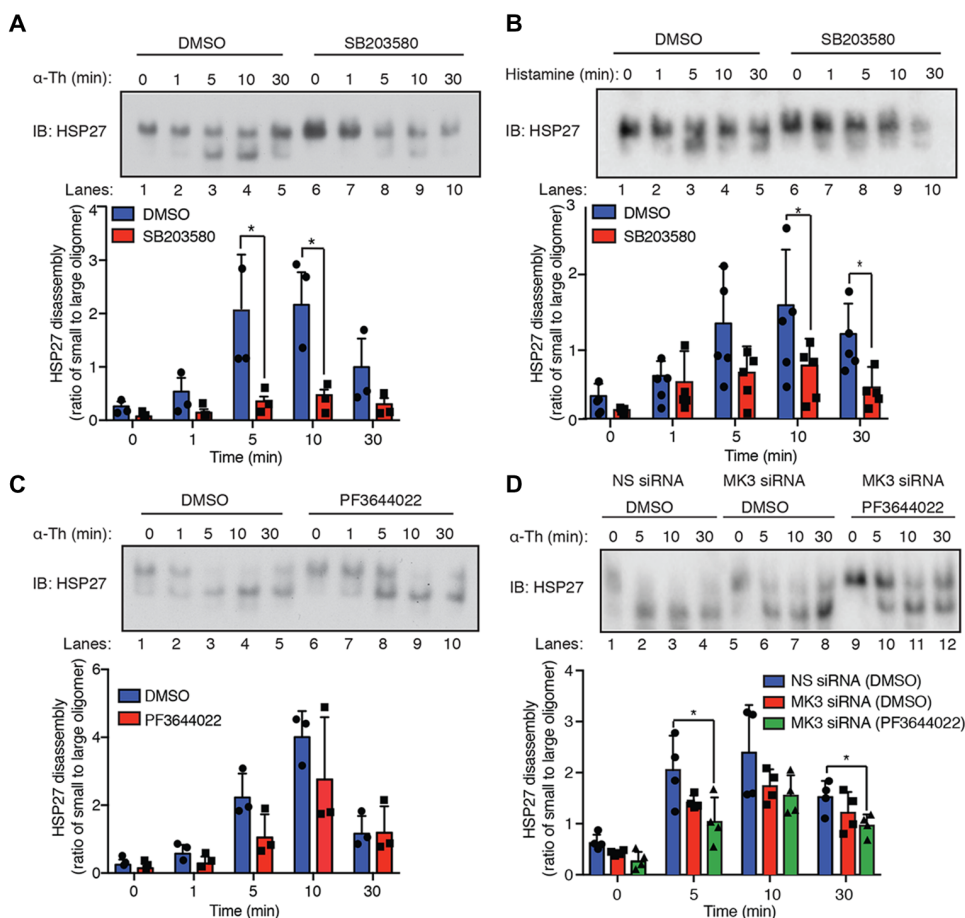 A
DMSO SB203580
α-Th (min): 0 1 5 10 30 0 1 5 10 30
IB: HSP27
Lanes: 1 2 3 4 5 6 7 8 9 10
HSP27 disassembly
(ratio of small to large oligomer)
4
3
2
1
0
DMSO
SB203580
* *
0 1 5 10 30
Time (min)
B
DMSO SB203580
Histamine (min): 0 1 5 10 30 0 1 5 10 30
IB: HSP27
Lanes: 1 2 3 4 5 6 7 8 9 10
HSP27 disassembly
(ratio of small to large oligomer)
3
2
1
0
DMSO
SB203580
* *
0 1 5 10 30
Time (min)
C
DMSO PF3644022
α-Th (min): 0 1 5 10 30 0 1 5 10 30
IB: HSP27
Lanes: 1 2 3 4 5 6 7 8 9 10
HSP27 disassembly
(ratio of small to large oligomer)
6
4
2
0
DMSO
PF3644022
0 1 5 10 30
Time (min)
D
NS siRNA MK3 siRNA MK3 siRNA
DMSO DMSO PF3644022
α-Th (min): 0 5 10 30 0 5 10 30 0 5 10 30
IB: HSP27
Lanes: 1 2 3 4 5 6 7 8 9 10 11 12
HSP27 disassembly
(ratio of small to large oligomer)
4
3
2
1
0
NS siRNA (DMSO)
MK3 siRNA (DMSO)
MK3 siRNA (PF3644022)
* *
0 5 10 30
Time (min)